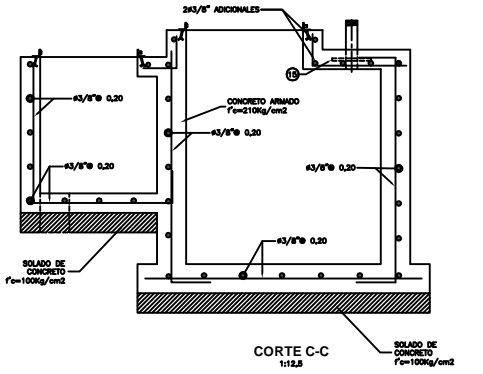 2ø3/8" ADICIONALES
15
ø3/8"@ 0,20
CONCRETO ARMADO
f'c=210Kg/cm2
ø3/8"@ 0,20
ø3/8"@ 0,20
ø3/8"@ 0,20
ø3/8"@ 0,20
SOLADO DE
CONCRETO
f'c=100Kg/cm2
CORTE C-C
1:12,5
SOLADO DE
CONCRETO
f'c=100Kg/cm2